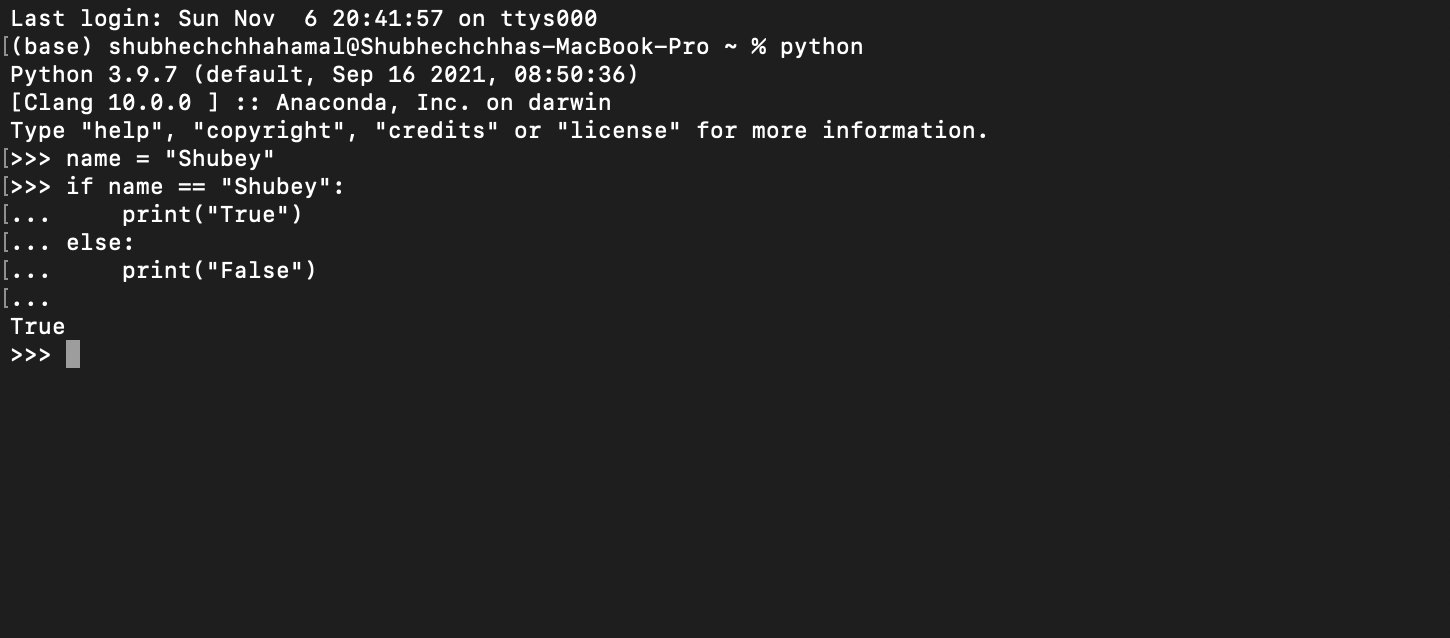 Last login: Sun Nov  6 20:41:57 on ttys000
[(base) shubhechchhahamal@Shubhechchhas-MacBook-Pro ~ % python
Python 3.9.7 (default, Sep 16 2021, 08:50:36)
[Clang 10.0.0 ] :: Anaconda, Inc. on darwin
Type "help", "copyright", "credits" or "license" for more information.
[>>> name = "Shubey"
[>>> if name == "Shubey":
[...     print("True")
[... else:
[...     print("False")
[...
True
>>>